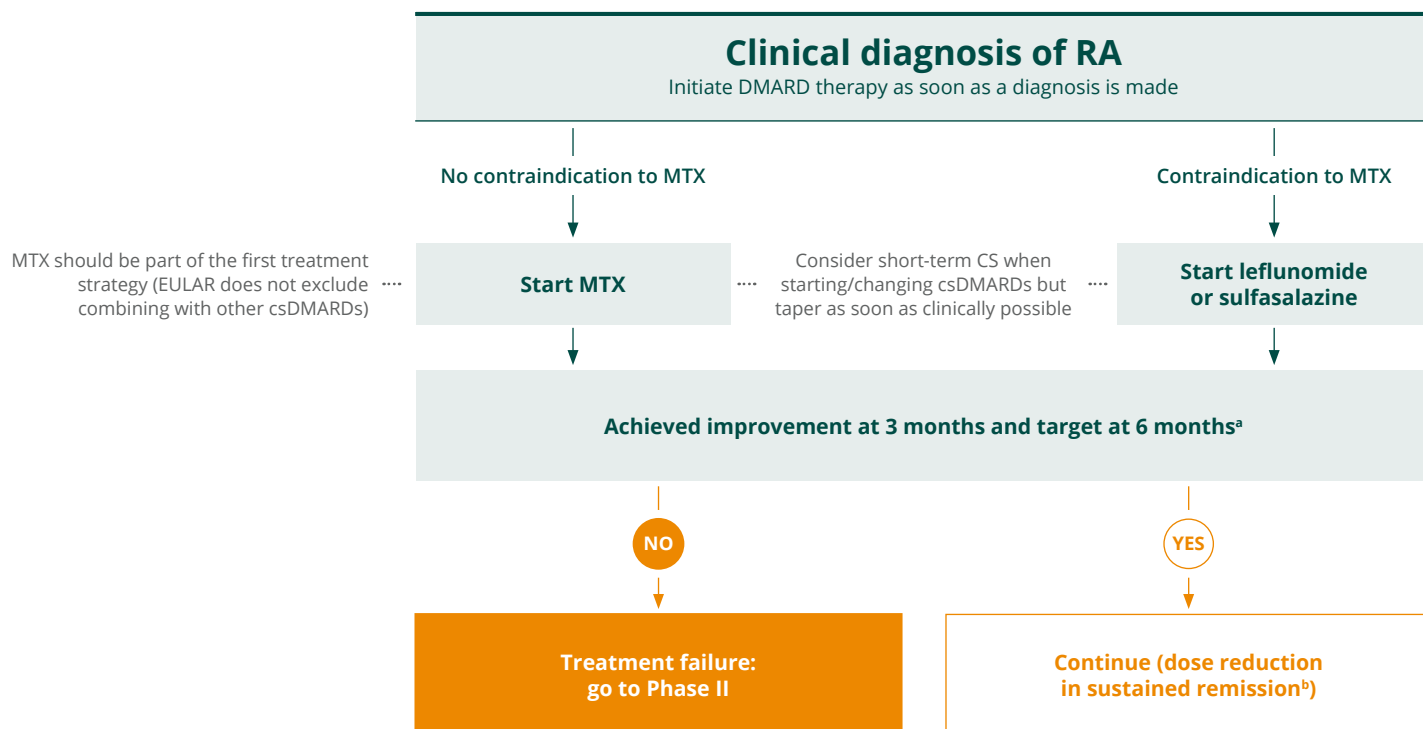 Clinical diagnosis of RA
Initiate DMARD therapy as soon as a diagnosis is made
No contraindication to MTX
Contraindication to MTX
MTX should be part of the first treatment
strategy (EULAR does not exclude
combining with other csDMARDs)
Start MTX
Consider short-term CS when
starting/changing csDMARDs but
taper as soon as clinically possible
Start leflunomide
or sulfasalazine
Achieved improvement at 3 months and target at 6 monthsᵃ
NO
YES
Treatment failure:
go to Phase II
Continue (dose reduction
in sustained remissionᵇ)